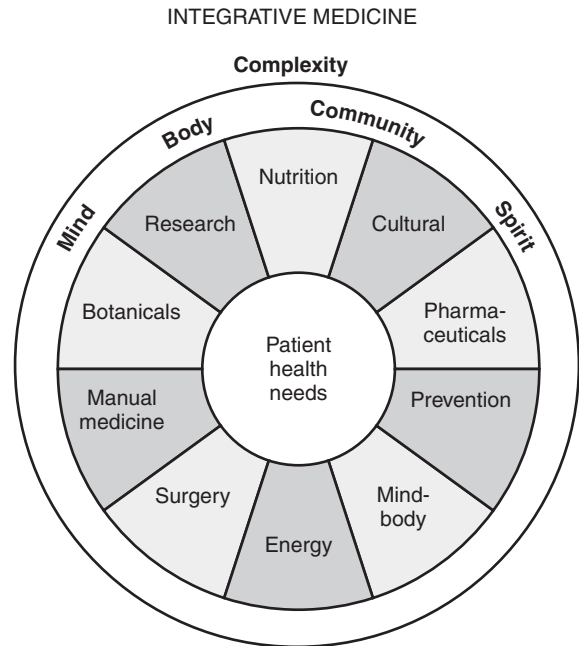 INTEGRATIVE MEDICINE
Complexity
Mind
Body
Community
Spirit
Nutrition
Research
Cultural
Botanicals
Pharma-
ceuticals
Patient
health
needs
Manual
medicine
Prevention
Surgery
Mind-
body
Energy